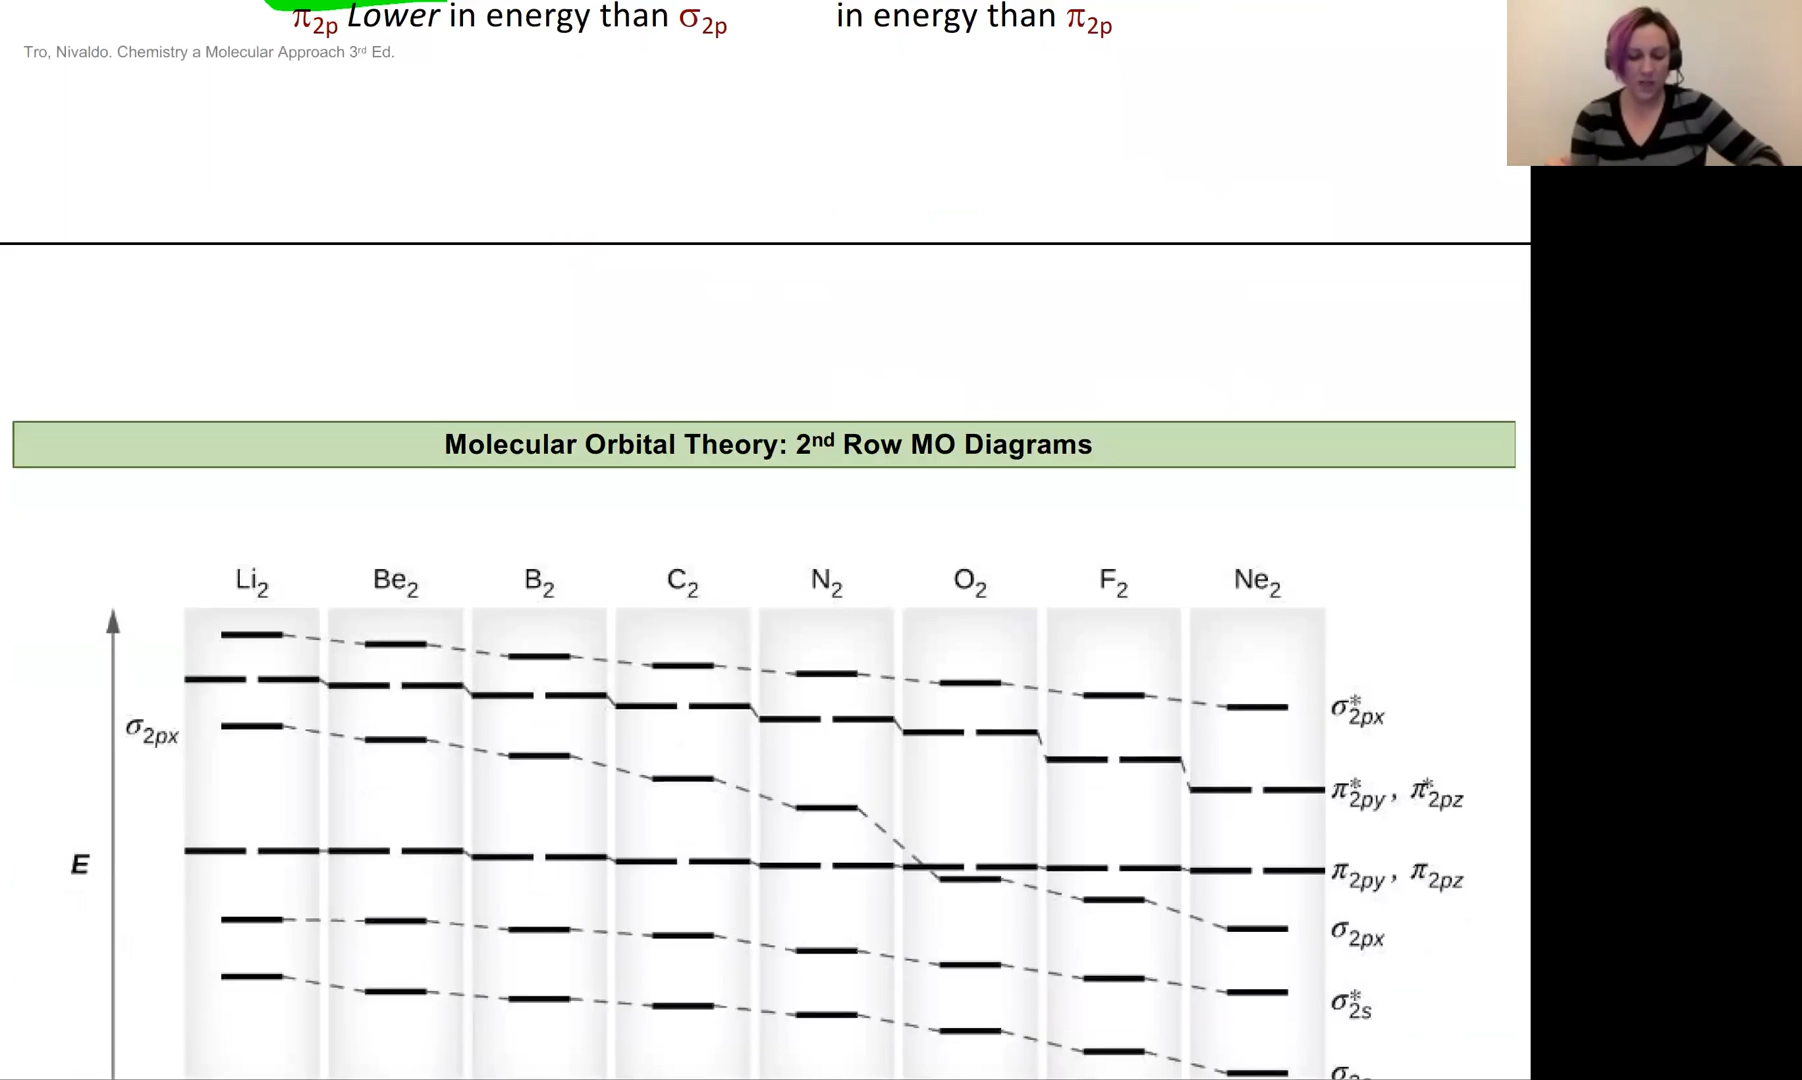 π2p Lower in energy than σ2p
in energy than π2p
Tro, Nivaldo. Chemistry a Molecular Approach 3rd Ed.
Molecular Orbital Theory: 2nd Row MO Diagrams
Li2 Be2 B2 C2 N2 O2 F2 Ne2
σ*2px
σ2px
π*2py , π*2pz
E
π2py , π2pz
σ2px
σ*2s